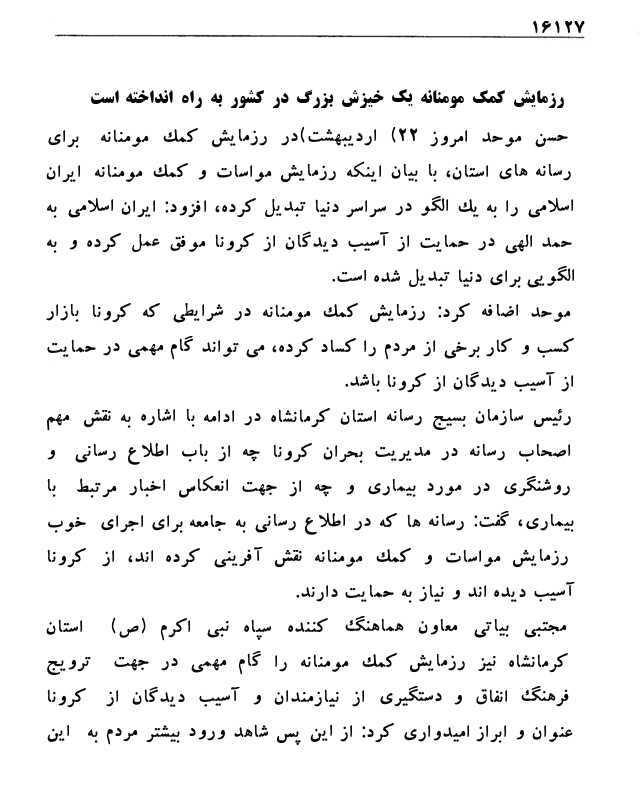 ۱۶۱۲۷
رزمایش کمک مومنانه یک خیزش بزرگ در کشور به راه انداخته است
حسن موحد امروز ۲۲) اردیبهشت)در رزمایش کمك مومنانه برای
رسانه های استان، با بیان اینکه رزمایش مواسات و کمك مومنانه ایران
اسلامی را به يك الگو در سراسر دنیا تبدیل کرده، افزود: ایران اسلامی به
حمد الهی در حمایت از آسیب دیدگان از کرونا موفق عمل کرده و به
الگویی برای دنیا تبدیل شده است.
موحد اضافه کرد: رزمایش کمك مومنانه در شرایطی که کرونا بازار
کسب و کار برخی از مردم را کساد کرده، می تواند گام مهمی در حمایت
از آسیب دیدگان از کرونا باشد.
رئیس سازمان بسیج رسانه استان کرمانشاه در ادامه با اشاره به نقش مهم
اصحاب رسانه در مدیریت بحران کرونا چه از باب اطلاع رسانی و
روشنگری در مورد بیماری و چه از جهت انعکاس اخبار مرتبط با
بیماری، گفت: رسانه ها که در اطلاع رسانی به جامعه برای اجرای خوب
رزمایش مواسات و کمك مومنانه نقش آفرینی کرده اند، از کرونا
آسیب دیده اند و نیاز به حمایت دارند.
مجتبی بیاتی معاون هماهنگ کننده سپاه نبی اکرم (ص) استان
کرمانشاه نیز رزمایش کمك مومنانه را گام مهمی در جهت ترویج
فرهنگ انفاق و دستگیری از نیازمندان و آسیب دیدگان از کرونا
عنوان و ابراز امیدواری کرد: از این پس شاهد ورود بیشتر مردم به این